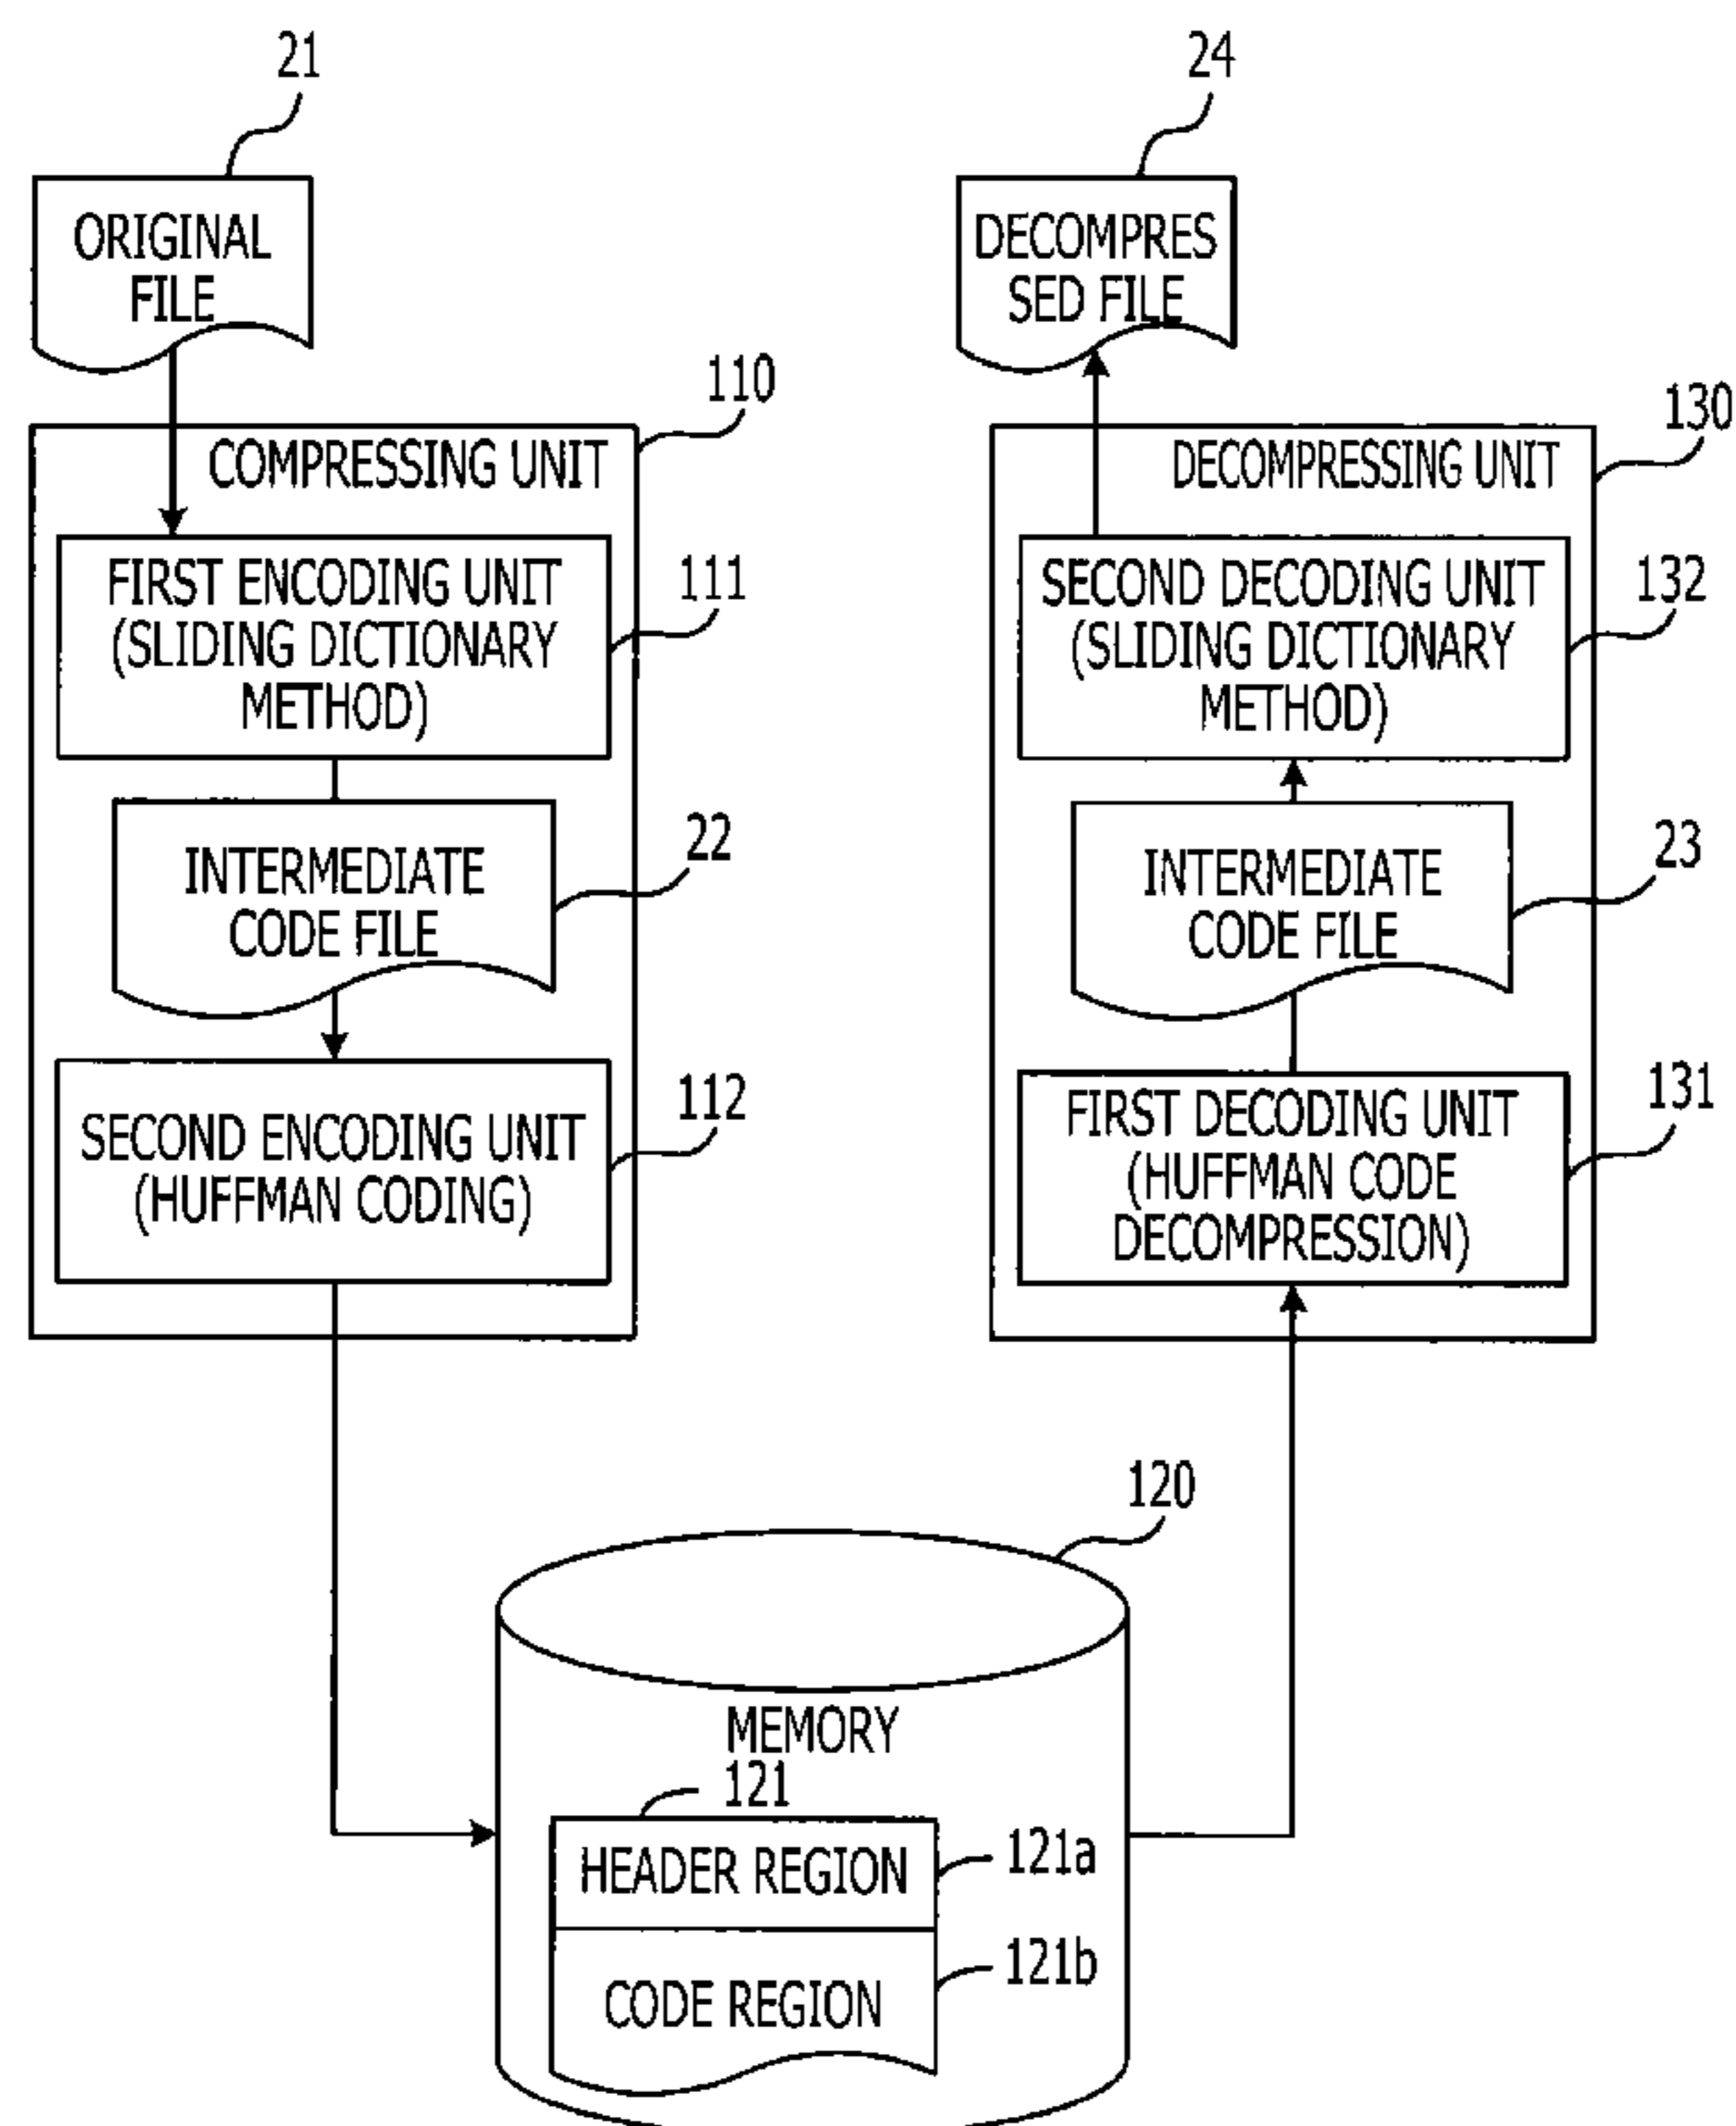 21
ORIGINAL
FILE
110
COMPRESSING UNIT
FIRST ENCODING UNIT
(SLIDING DICTIONARY
METHOD)
111
INTERMEDIATE
CODE FILE
22
SECOND ENCODING UNIT
(HUFFMAN CODING)
112
24
DECOMPRES
SED FILE
130
DECOMPRESSING UNIT
SECOND DECODING UNIT
(SLIDING DICTIONARY
METHOD)
132
INTERMEDIATE
CODE FILE
23
FIRST DECODING UNIT
(HUFFMAN CODE
DECOMPRESSION)
131
120
MEMORY
121
HEADER REGION
121a
CODE REGION
121b